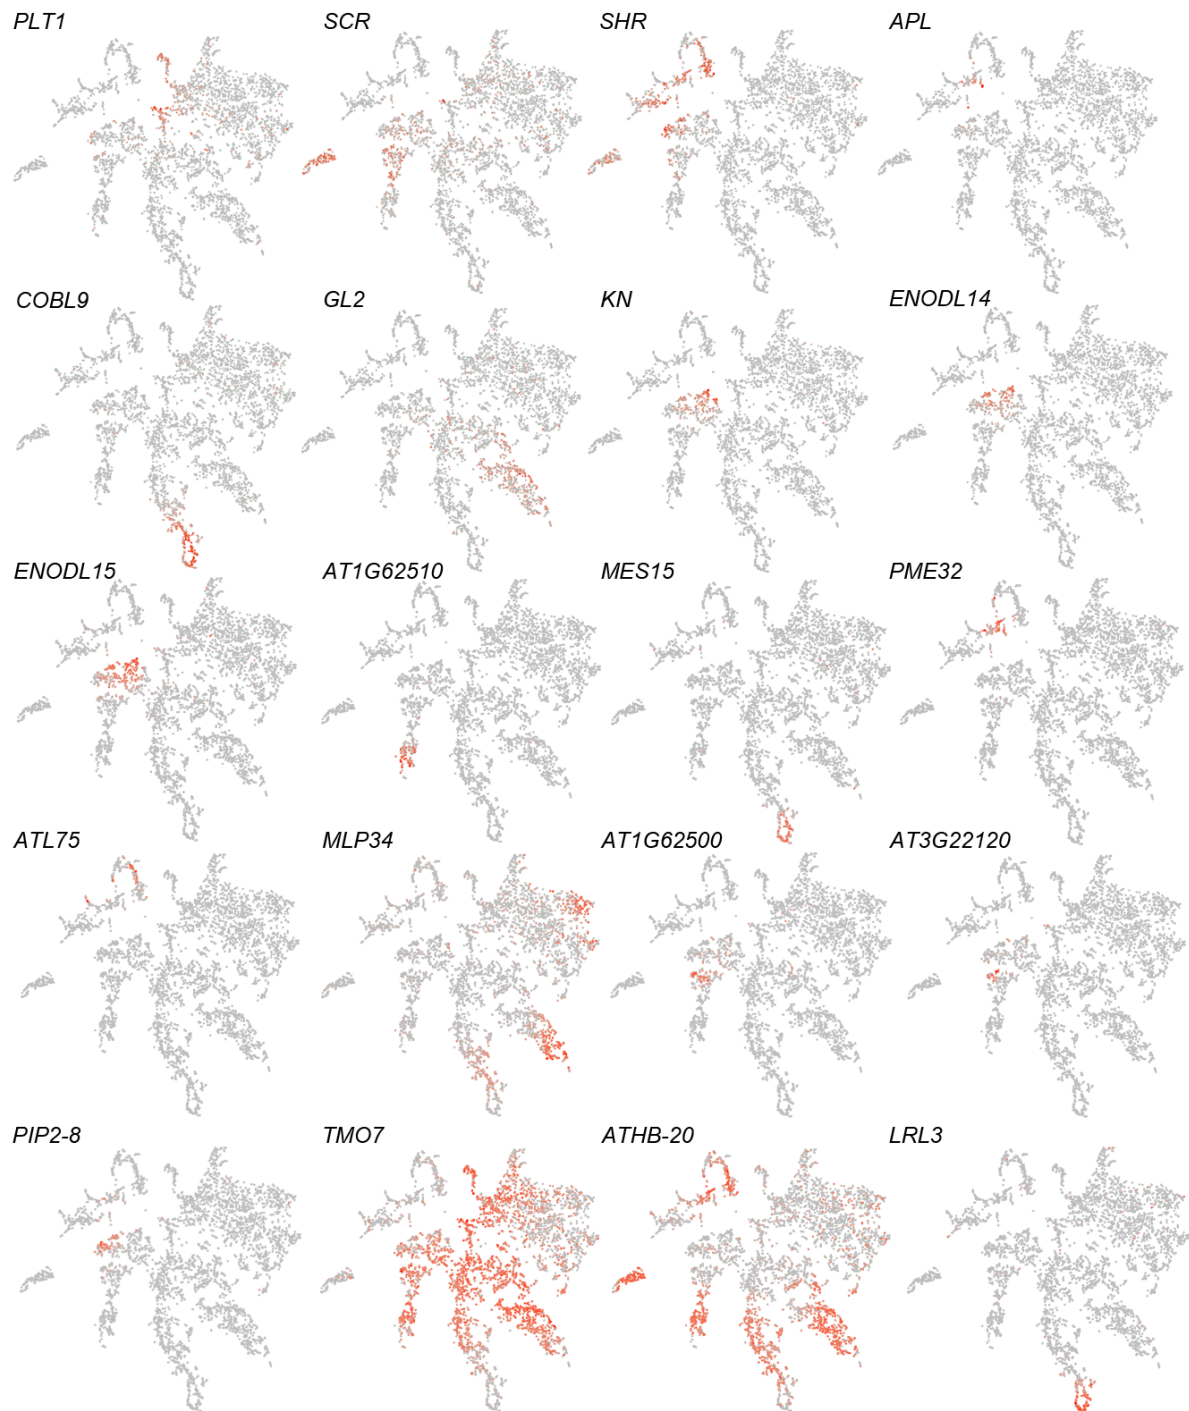 PLT1 SCR SHR APL
COBL9 GL2 KN ENODL14
ENODL15 AT1G62510 MES15 PME32
ATL75 MLP34 AT1G62500 AT3G22120
PIP2-8 TMO7 ATHB-20 LRL3